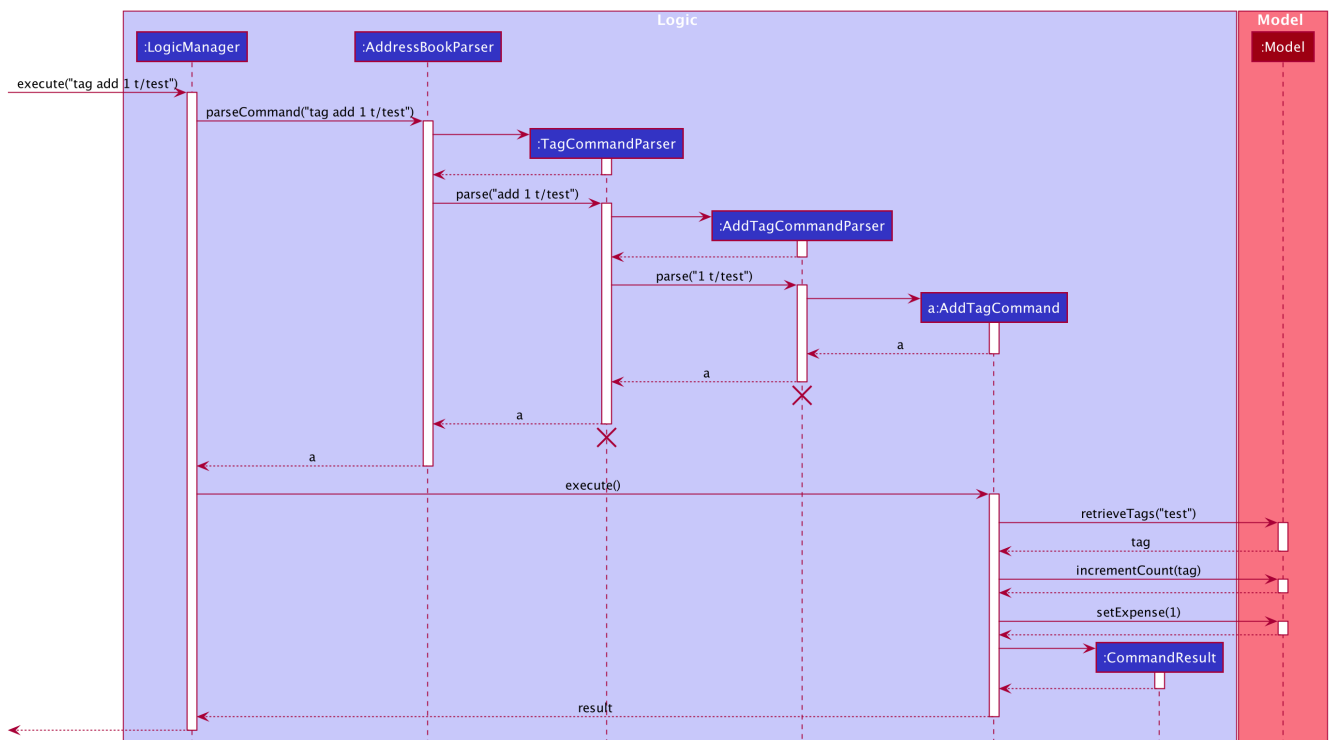 Logic
Model
:LogicManager
:AddressBookParser
:Model
execute("tag add 1 t/test")
parseCommand("tag add 1 t/test")
:TagCommandParser
parse("add 1 t/test")
:AddTagCommandParser
parse("1 t/test")
a:AddTagCommand
a
a
a
a
execute()
retrieveTags("test")
tag
incrementCount(tag)
setExpense(1)
:CommandResult
result